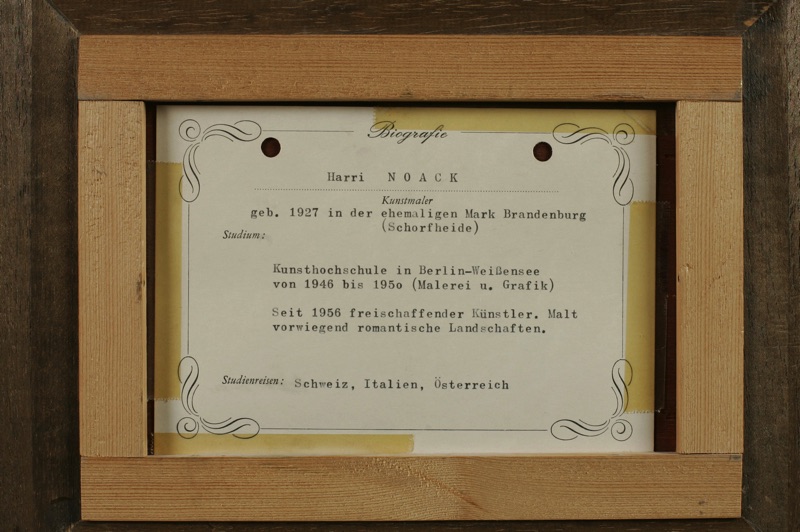 Biografie
Harri NOACK
Kunstmaler
geb. 1927 in der ehemaligen Mark Brandenburg
(Schorfheide)
Studium:
Kunsthochschule in Berlin-Weißensee
von 1946 bis 195o (Malerei u. Grafik)
Seit 1956 freischaffender Künstler. Malt
vorwiegend romantische Landschaften.
Studienreisen: Schweiz, Italien, Österreich